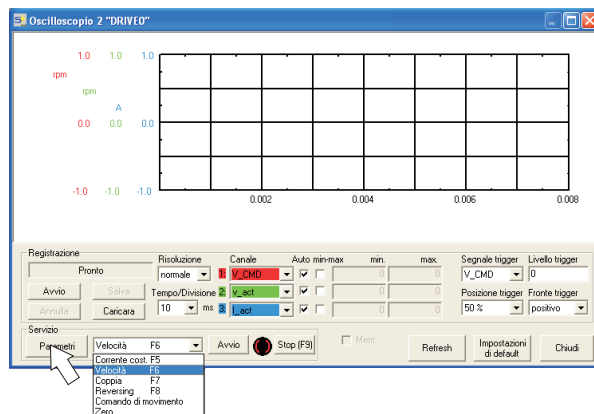 Oscilloscopio 2 "DRIVE0"
1.0 1.0 1.0
rpm
rpm
A
0.0 0.0 0.0
-1.0 -1.0 -1.0
0.002 0.004 0.006 0.008
Registrazione
Risoluzione Canale Auto min-max min. max. Segnale trigger Livello trigger
Pronto normale 1: V_CMD 0 0 V_CMD 0
Avvio Salva Tempo/Divisione 2 v_act 0 0 Posizione trigger Fronte trigger
Annulla Caricara 10 ms 3 I_act 0 0 50 % positivo
Servizio
Parametri Velocità F6 Avvio Stop (F9) Mem. Refresh Impostazioni di default Chiudi
Corrente cost. F5
Velocità F6
Coppia F7
Reversing F8
Comando di movimento
Zero